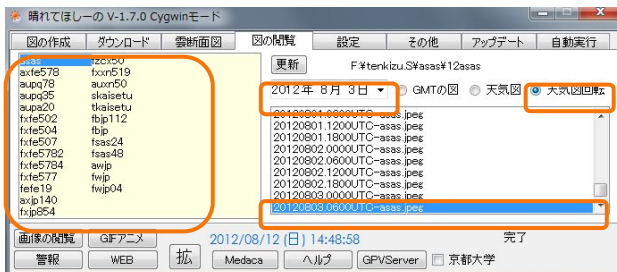 晴れてほしーの V-1.7.0 Cygwinモード
図の作成 ダウンロード 雲断面図 図の閲覧 設定 その他 アップデート 自動実行
asas fzcx50
axfe578 fxxn519
aupq78 auxn50
aupq35 skaisetu
aupa20 tkaisetu
fxfe502 fbjp112
fxfe504 fbjp
fxfe507 fsas24
fxfe5782 fsas48
fxfe5784 awjp
fxfe577 fwjp
fefe19 fwjp04
axjp140
fxjp854
更新 F:¥tenkizu.S¥asas¥12asas
2012年 8月 3日 GMTの図 天気図 天気図回転
20120801.0600UTC-asas.jpeg
20120801.1200UTC-asas.jpeg
20120801.1800UTC-asas.jpeg
20120802.0000UTC-asas.jpeg
20120802.0600UTC-asas.jpeg
20120802.1200UTC-asas.jpeg
20120802.1800UTC-asas.jpeg
20120803.0000UTC-asas.jpeg
20120803.0600UTC-asas.jpeg
画像の閲覧 GIFアニメ 2012/08/12 (日) 14:48:58 完了
警報 WEB 拡 Medaca ヘルプ GPVServer 京都大学